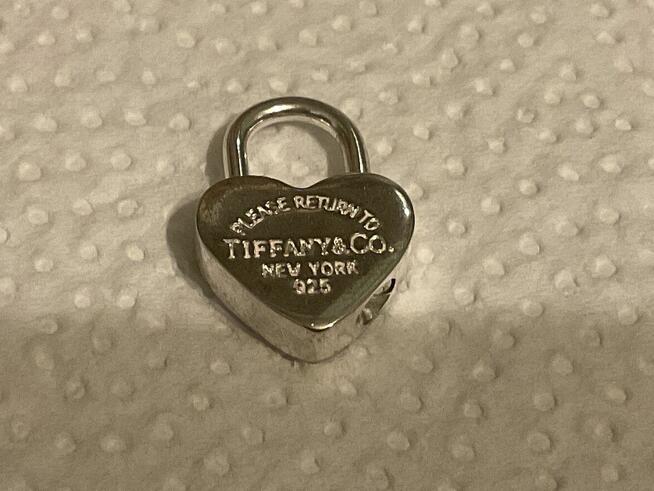 PLEASE RETURN TO
TIFFANY & CO.
NEW YORK
925